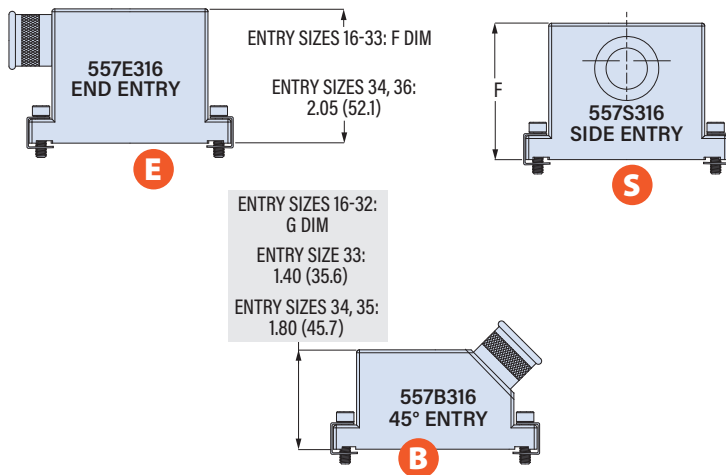 557E316
END ENTRY
E
ENTRY SIZES 16-33: F DIM
ENTRY SIZES 34, 36:
2.05 (52.1)
F
557S316
SIDE ENTRY
S
ENTRY SIZES 16-32:
G DIM
ENTRY SIZE 33:
1.40 (35.6)
ENTRY SIZES 34, 35:
1.80 (45.7)
557B316
45° ENTRY
B